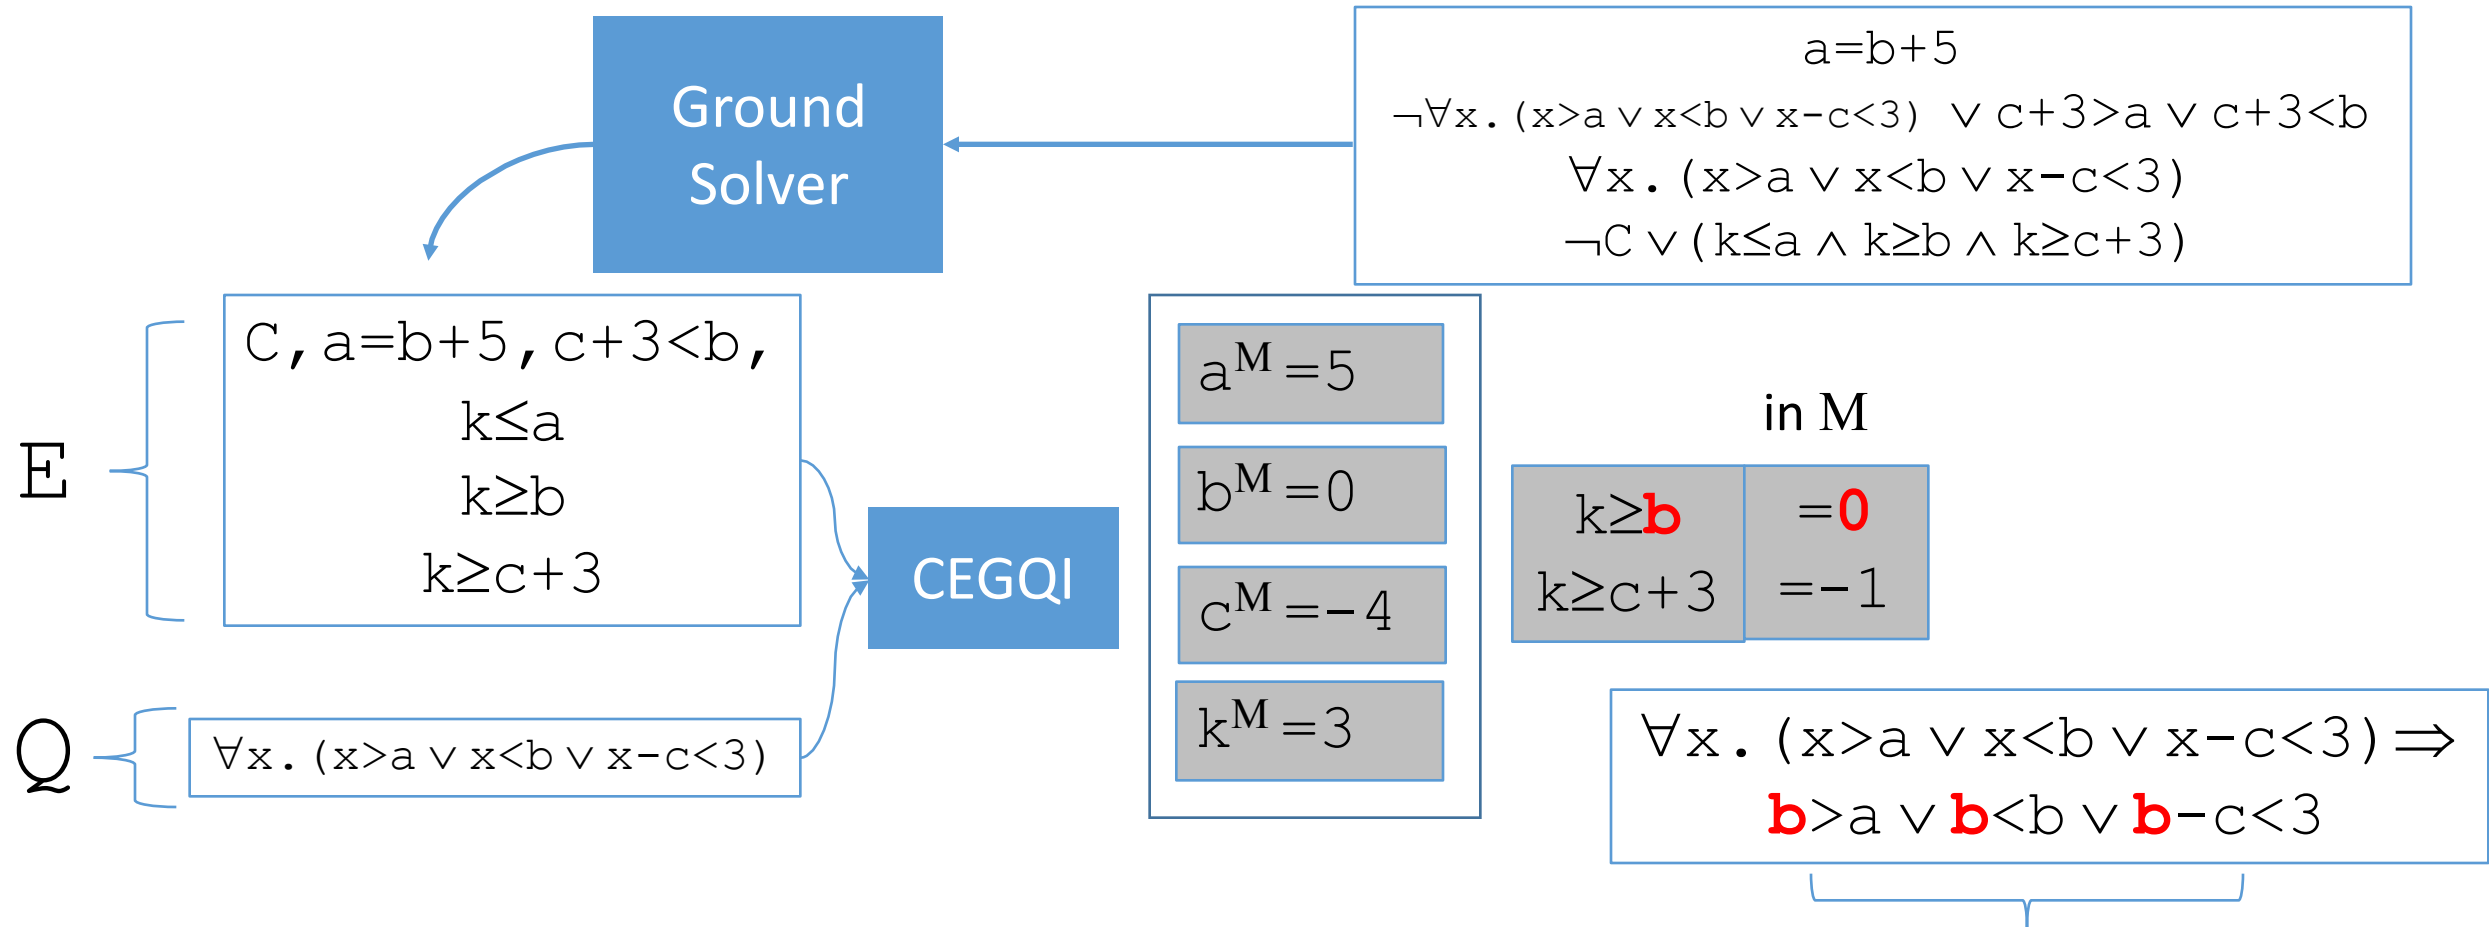 Ground
Solver
a=b+5
¬∀x.(x>a∨x<b∨x-c<3) ∨c+3>a∨c+3<b
∀x.(x>a∨x<b∨x-c<3)
¬C∨(k≤a∧k≥b∧k≥c+3)
E
C,a=b+5,c+3<b,
k≤a
k≥b
k≥c+3
CEGQI
aᴹ=5
bᴹ=0
cᴹ=-4
kᴹ=3
in M
k≥b =0
k≥c+3 =-1
Q
∀x.(x>a∨x<b∨x-c<3)
∀x.(x>a∨x<b∨x-c<3)⇒
b>a∨b<b∨b-c<3